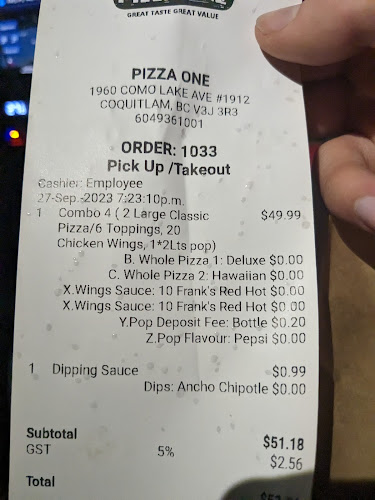 GREAT TASTE GREAT VALUE
PIZZA ONE
1960 COMO LAKE AVE #1912
COQUITLAM, BC V3J 3R3
6049361001
ORDER: 1033
Pick Up /Takeout
Cashier: Employee
27-Sep.-2023 7:23:10p.m.
1 Combo 4 ( 2 Large Classic $49.99
Pizza/6 Toppings, 20
Chicken Wings, 1*2Lts pop)
B. Whole Pizza 1: Deluxe $0.00
C. Whole Pizza 2: Hawaiian $0.00
X.Wings Sauce: 10 Frank's Red Hot $0.00
X.Wings Sauce: 10 Frank's Red Hot $0.00
Y.Pop Deposit Fee: Bottle $0.20
Z.Pop Flavour: Pepsi $0.00
1 Dipping Sauce $0.99
Dips: Ancho Chipotle $0.00
Subtotal $51.18
GST 5% $2.56
Total